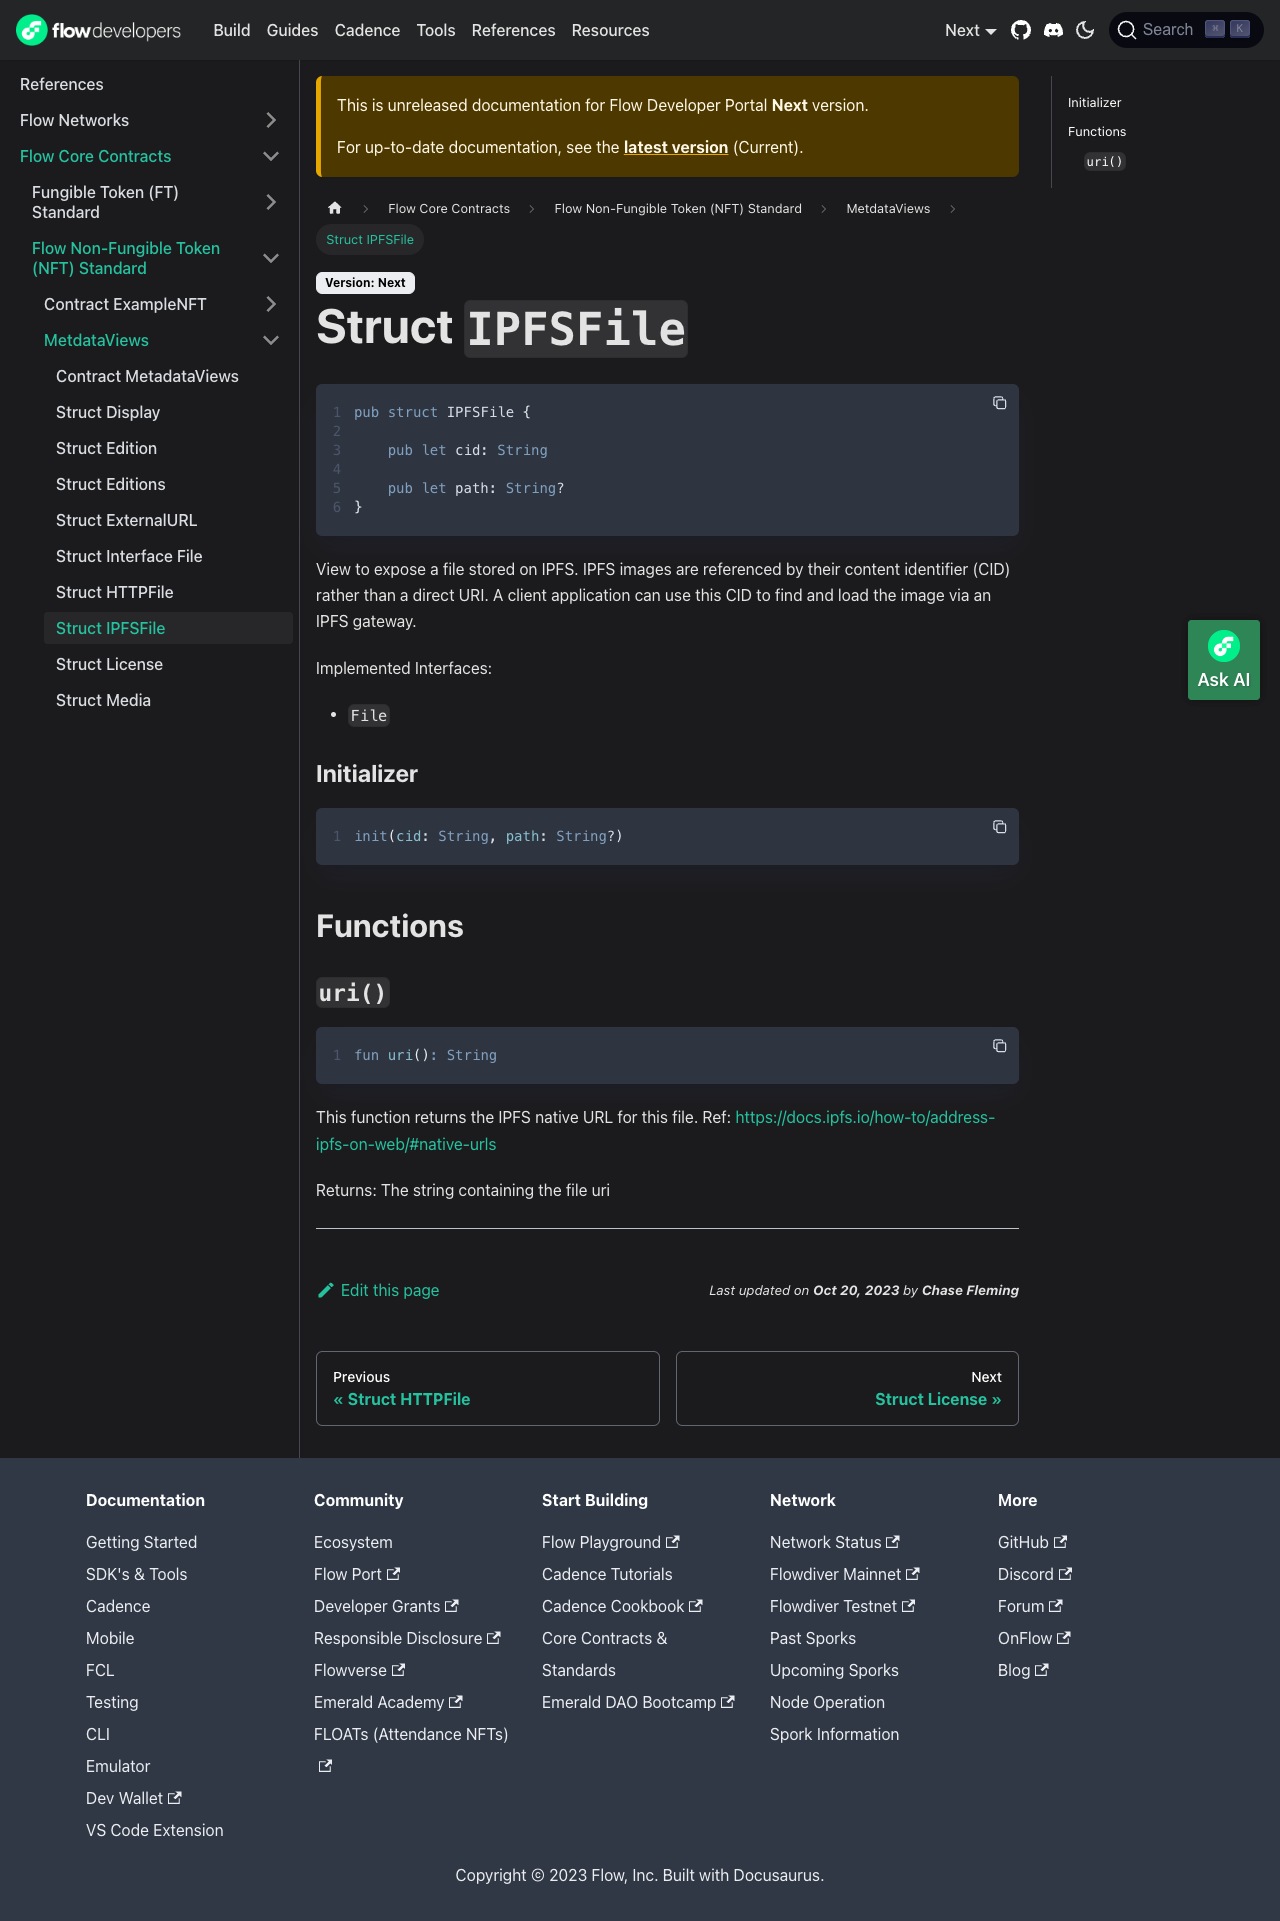 flowdevelopers
Build Guides Cadence Tools References Resources
Next
Search ⌘ K
References
Flow Networks
Flow Core Contracts
Fungible Token (FT)
Standard
Flow Non-Fungible Token
(NFT) Standard
Contract ExampleNFT
MetdataViews
Contract MetadataViews
Struct Display
Struct Edition
Struct Editions
Struct ExternalURL
Struct Interface File
Struct HTTPFile
Struct IPFSFile
Struct License
Struct Media
This is unreleased documentation for Flow Developer Portal Next version.
For up-to-date documentation, see the latest version (Current).
Flow Core Contracts > Flow Non-Fungible Token (NFT) Standard > MetdataViews >
Struct IPFSFile
Version: Next
Struct IPFSFile
1 pub struct IPFSFile {
2
3 pub let cid: String
4
5 pub let path: String?
6 }
View to expose a file stored on IPFS. IPFS images are referenced by their content identifier (CID)
rather than a direct URI. A client application can use this CID to find and load the image via an
IPFS gateway.
Implemented Interfaces:
• File
Initializer
1 init(cid: String, path: String?)
Functions
uri()
1 fun uri(): String
This function returns the IPFS native URL for this file. Ref: https://docs.ipfs.io/how-to/address-
ipfs-on-web/#native-urls
Returns: The string containing the file uri
Edit this page
Last updated on Oct 20, 2023 by Chase Fleming
Previous
« Struct HTTPFile
Next
Struct License »
Initializer
Functions
uri()
Ask AI
Documentation
Getting Started
SDK's & Tools
Cadence
Mobile
FCL
Testing
CLI
Emulator
Dev Wallet
VS Code Extension
Community
Ecosystem
Flow Port
Developer Grants
Responsible Disclosure
Flowverse
Emerald Academy
FLOATs (Attendance NFTs)
Start Building
Flow Playground
Cadence Tutorials
Cadence Cookbook
Core Contracts &
Standards
Emerald DAO Bootcamp
Network
Network Status
Flowdiver Mainnet
Flowdiver Testnet
Past Sporks
Upcoming Sporks
Node Operation
Spork Information
More
GitHub
Discord
Forum
OnFlow
Blog
Copyright © 2023 Flow, Inc. Built with Docusaurus.